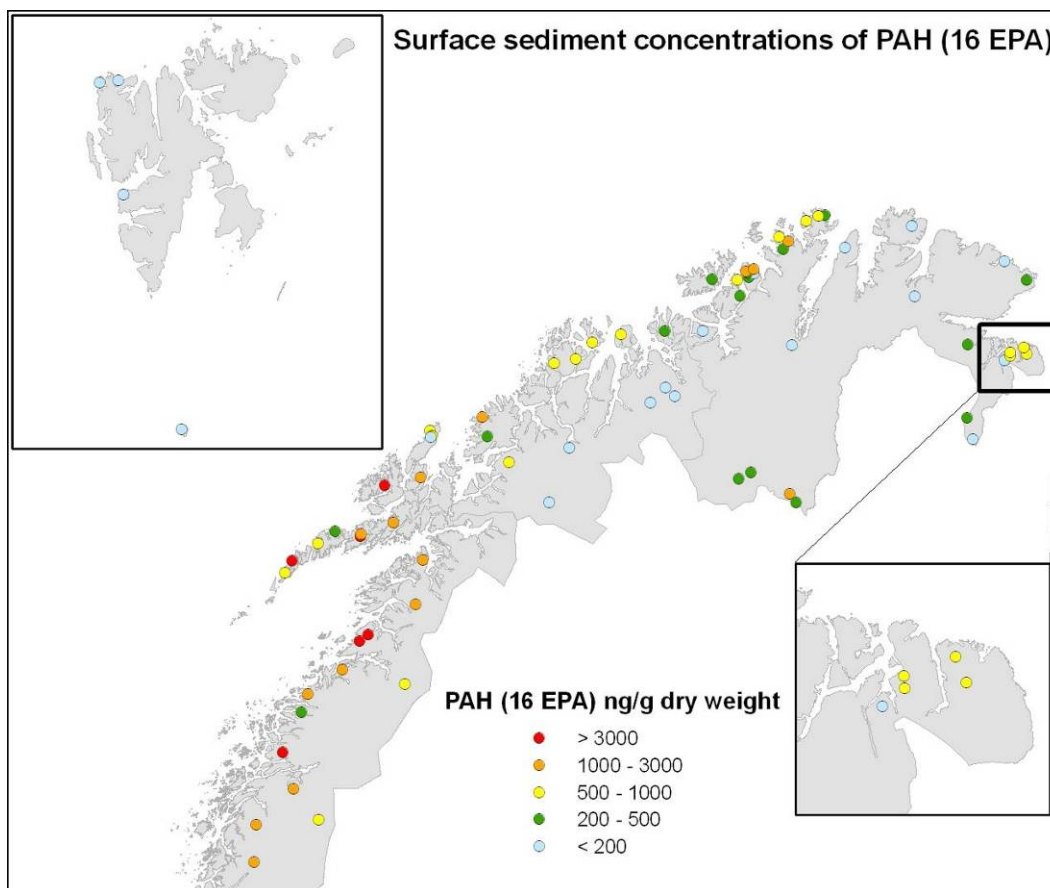 Surface sediment concentrations of PAH (16 EPA)
PAH (16 EPA) ng/g dry weight
> 3000
1000 - 3000
500 - 1000
200 - 500
< 200